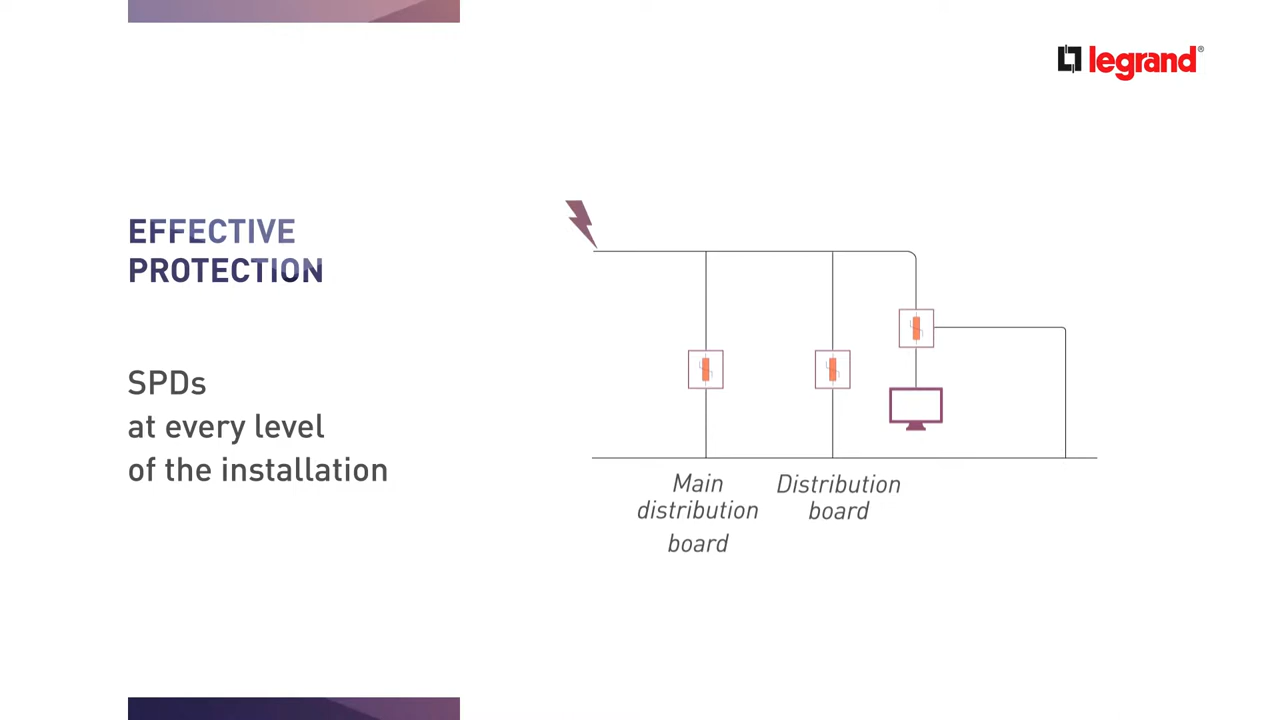 legrand®
EFFECTIVE
PROTECTION
SPDs
at every level
of the installation
Main
distribution
board
Distribution
board